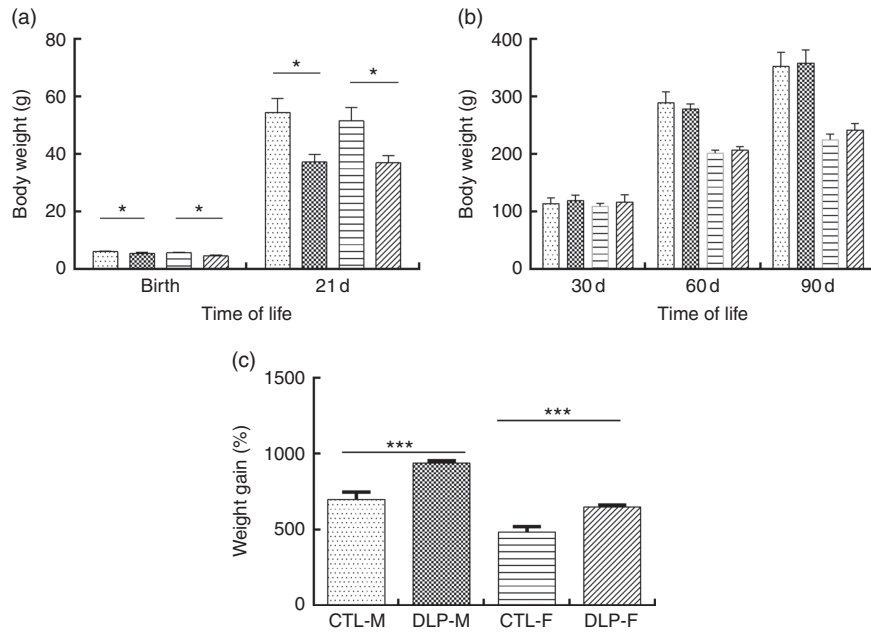 (a)
80
60
40
20
0
Body weight (g)
*
*
*
*
Birth
21 d
Time of life
(b)
400
300
200
100
0
Body weight (g)
30 d
60 d
90 d
Time of life
(c)
1500
1000
500
0
Weight gain (%)
***
***
CTL-M
DLP-M
CTL-F
DLP-F